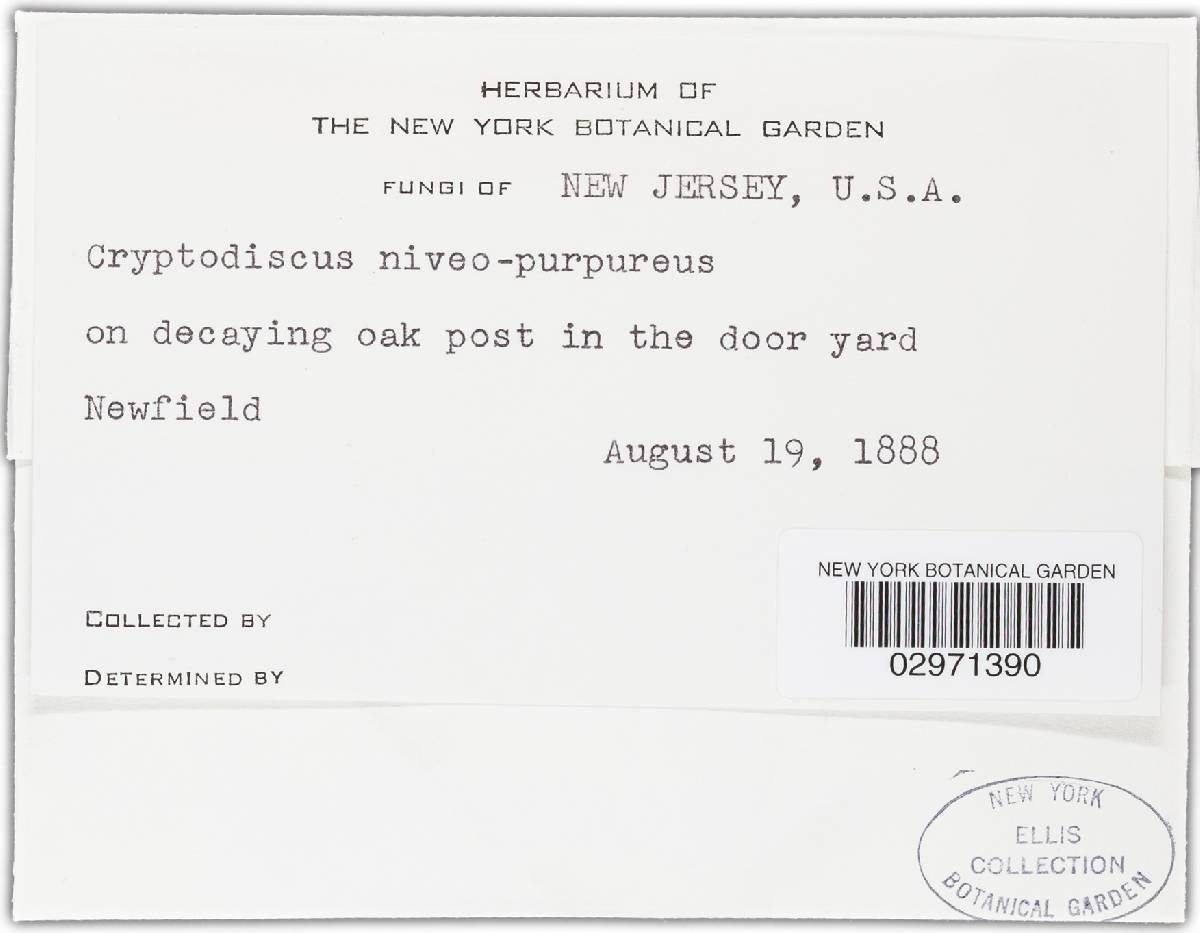 HERBARIUM OF
THE NEW YORK BOTANICAL GARDEN
FUNGI OF NEW JERSEY, U.S.A.
Cryptodiscus niveo-purpureus
on decaying oak post in the door yard
Newfield
August 19, 1888
NEW YORK BOTANICAL GARDEN
02971390
COLLECTED BY
DETERMINED BY
NEW YORK
ELLIS
COLLECTION
BOTANICAL GARDEN